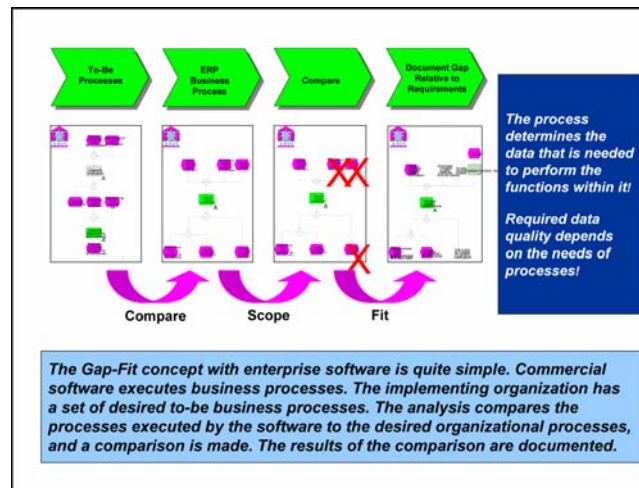 To-Be
Processes
ERP
Business
Process
Compare
Document Gap
Relative to
Requirements
The process
determines the
data that is needed
to perform the
functions within it!
Required data
quality depends
on the needs of
processes!
Compare
Scope
Fit
The Gap-Fit concept with enterprise software is quite simple. Commercial
software executes business processes. The implementing organization has
a set of desired to-be business processes. The analysis compares the
processes executed by the software to the desired organizational processes,
and a comparison is made. The results of the comparison are documented.